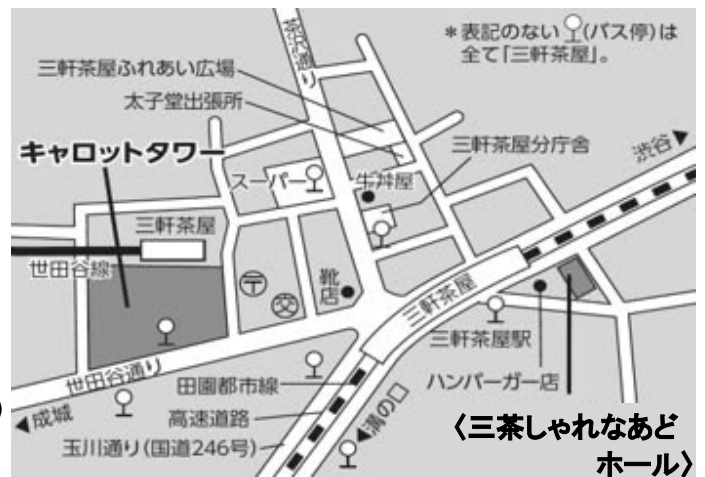 茶沢通り
＊表記のない (バス停)は
全て「三軒茶屋」。
三軒茶屋ふれあい広場
太子堂出張所
キャロットタワー
三軒茶屋分庁舎
渋谷▶
スーパー
牛丼屋
三軒茶屋
世田谷線
〒
交
靴店
三軒茶屋
三軒茶屋駅
世田谷通り
田園都市線
ハンバーガー店
◀成城
高速道路
◀溝の口
玉川通り(国道246号)
〈三茶しゃれなあど
ホール〉